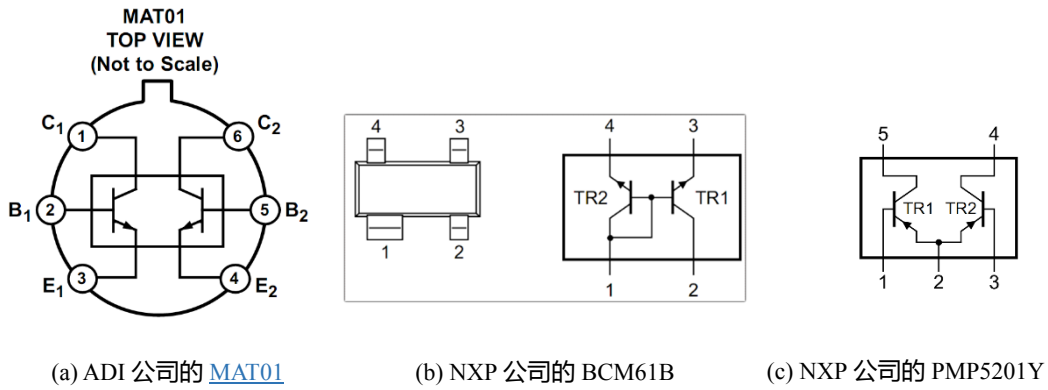 MAT01
TOP VIEW
(Not to Scale)
C1 C2
1 6
B1 2 5 B2
3 4
E1 E2
4 3 4 3
TR2 TR1
1 2 1 2
5 4
TR1 TR2
1 2 3
(a) ADI 公司的 MAT01 (b) NXP 公司的 BCM61B (c) NXP 公司的 PMP5201Y